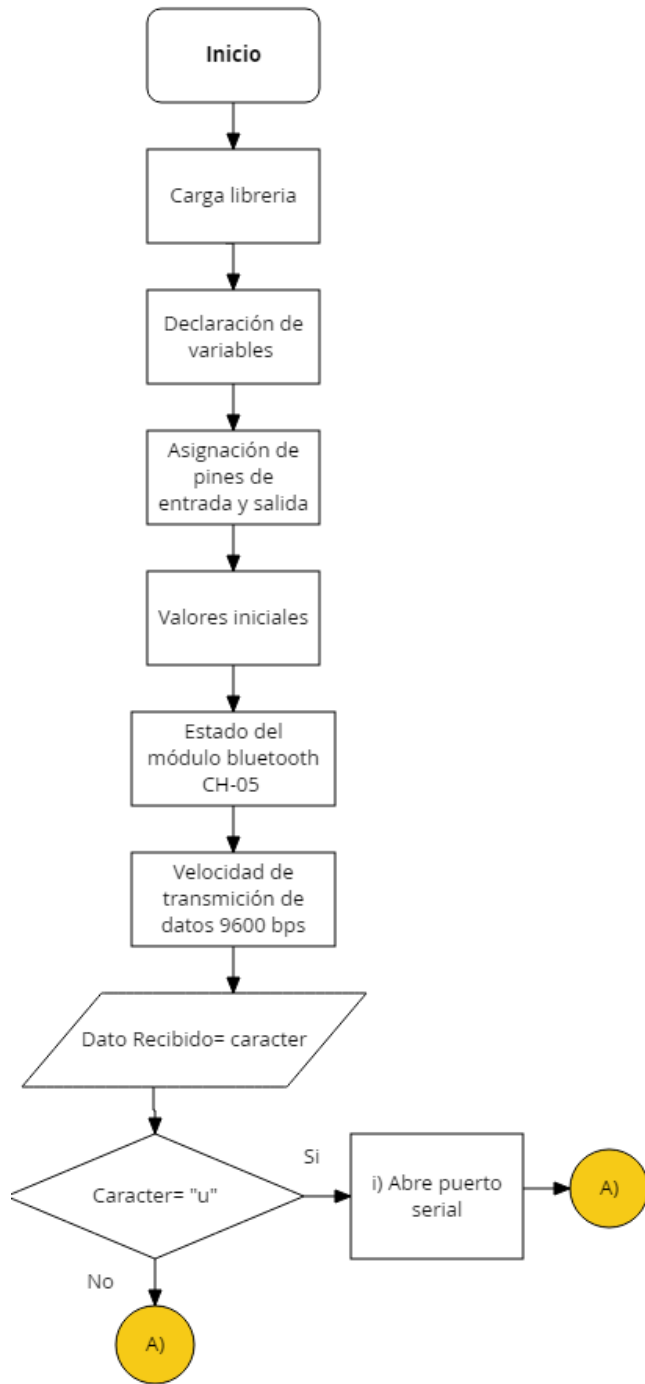 Inicio
Carga libreria
Declaración de
variables
Asignación de
pines de
entrada y salida
Valores iniciales
Estado del
módulo bluetooth
CH-05
Velocidad de
transmición de
datos 9600 bps
Dato Recibido= caracter
Caracter= "u"
Si
i) Abre puerto
serial
A)
No
A)